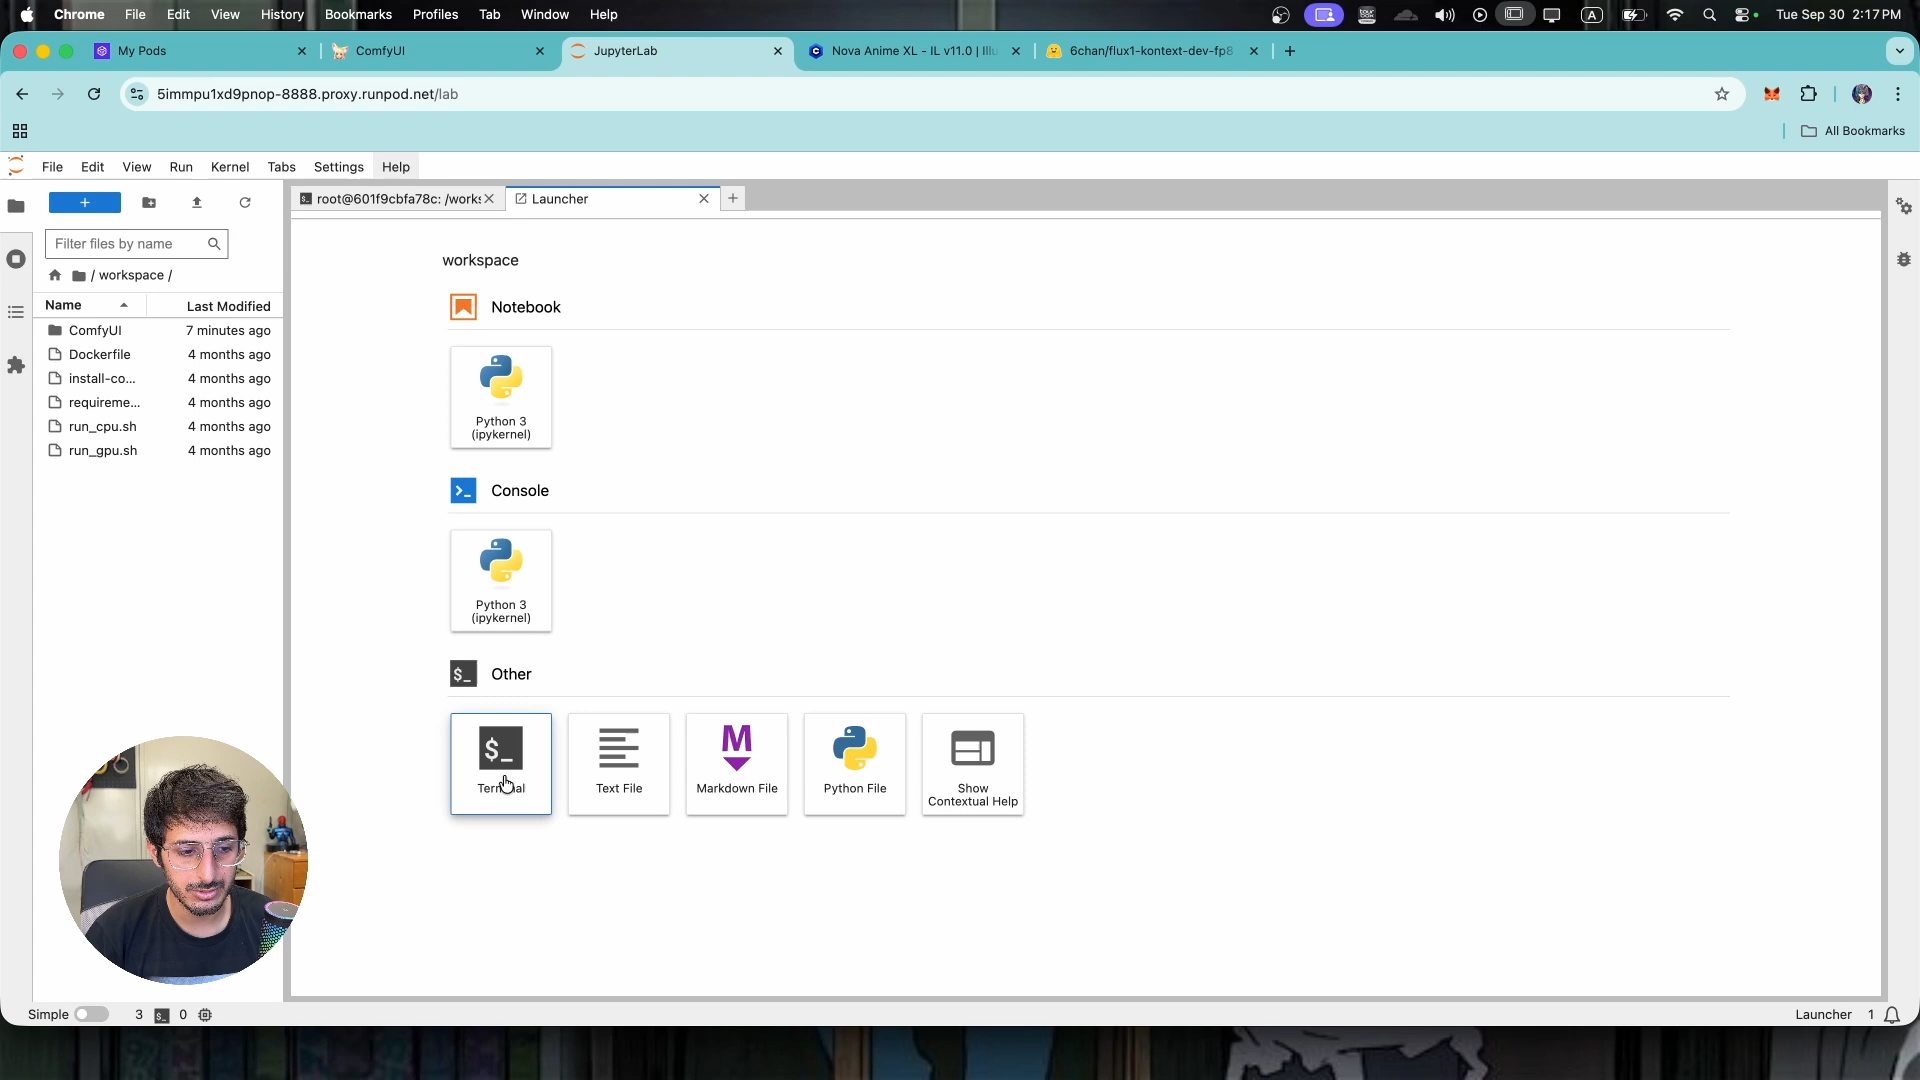 Chrome File Edit View History Bookmarks Profiles Tab Window Help
A Tue Sep 30 2:17 PM
My Pods
ComfyUI
JupyterLab
Nova Anime XL - IL v11.0 | Illu
6chan/flux1-kontext-dev-fp8
5immpu1xd9pnop-8888.proxy.runpod.net/lab
All Bookmarks
File Edit View Run Kernel Tabs Settings Help
root@601f9cbfa78c: /works
Launcher
Filter files by name
/ workspace /
Name Last Modified
ComfyUI 7 minutes ago
Dockerfile 4 months ago
install-co... 4 months ago
requireme... 4 months ago
run_cpu.sh 4 months ago
run_gpu.sh 4 months ago
workspace
Notebook
Python 3
(ipykernel)
Console
Python 3
(ipykernel)
$_ Other
$_
Terminal
Text File
M
Markdown File
Python File
Show
Contextual Help
Simple 3 $_ 0
Launcher 1